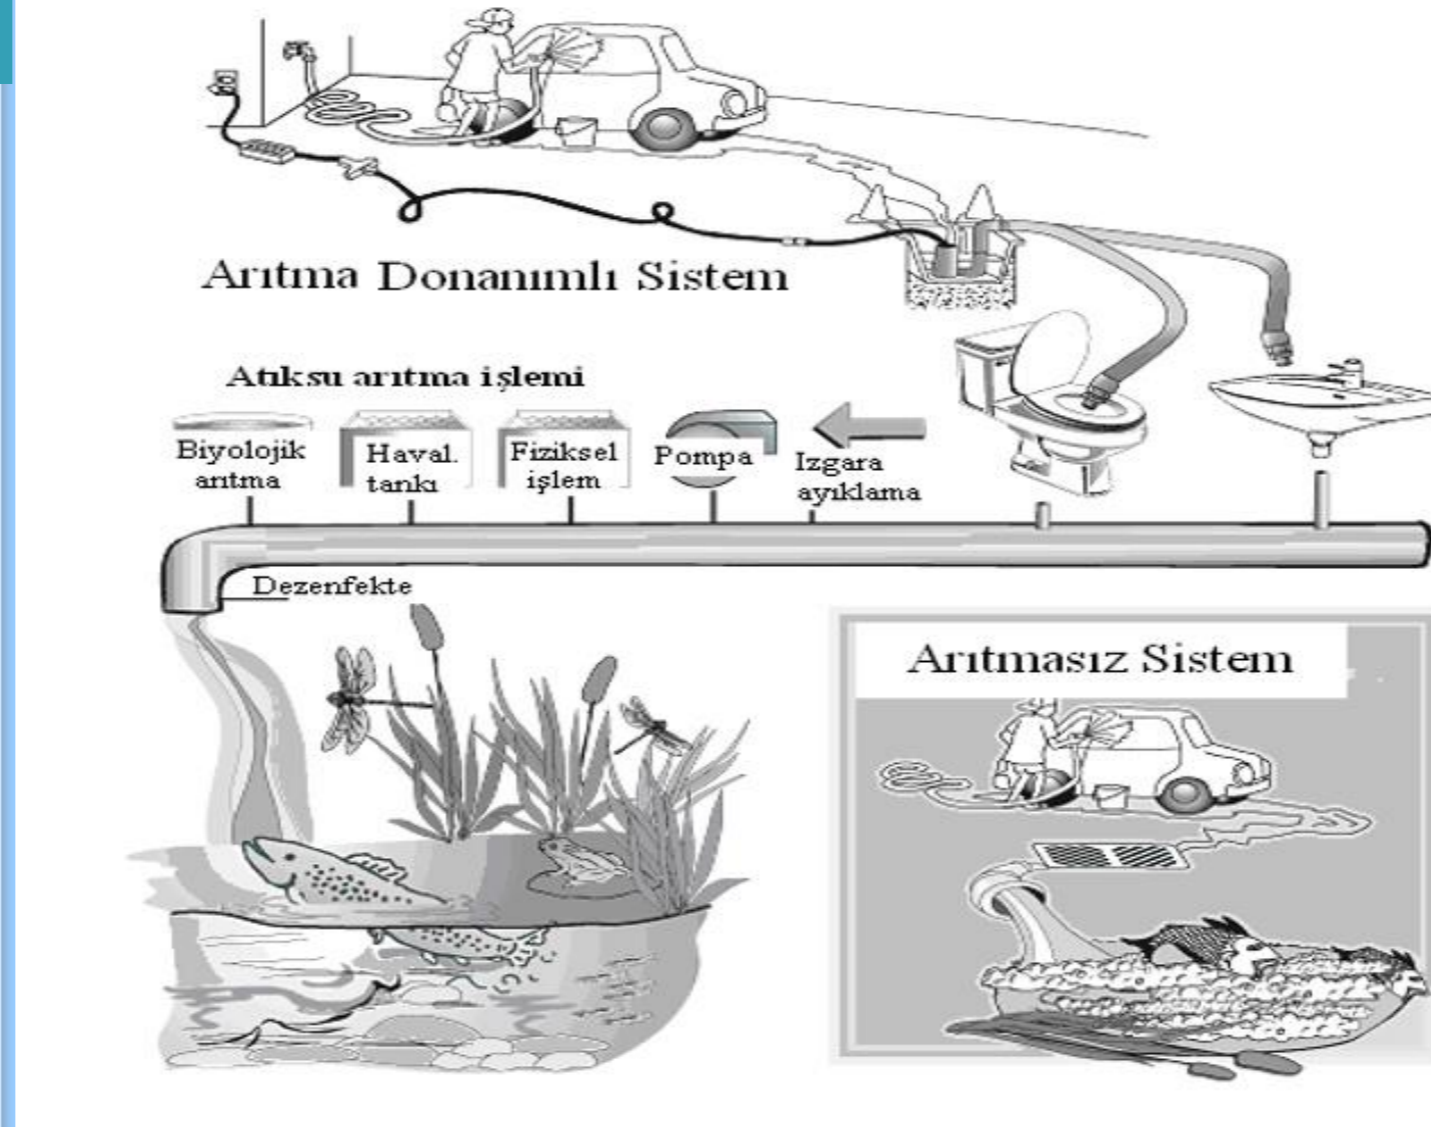 Arıtma Donanımlı Sistem
Atıksu arıtma işlemi
Biyolojik
arıtma
Haval.
tankı
Fiziksel
işlem
Pompa
Izgara
ayıklama
Dezenfekte
Arıtmasız Sistem